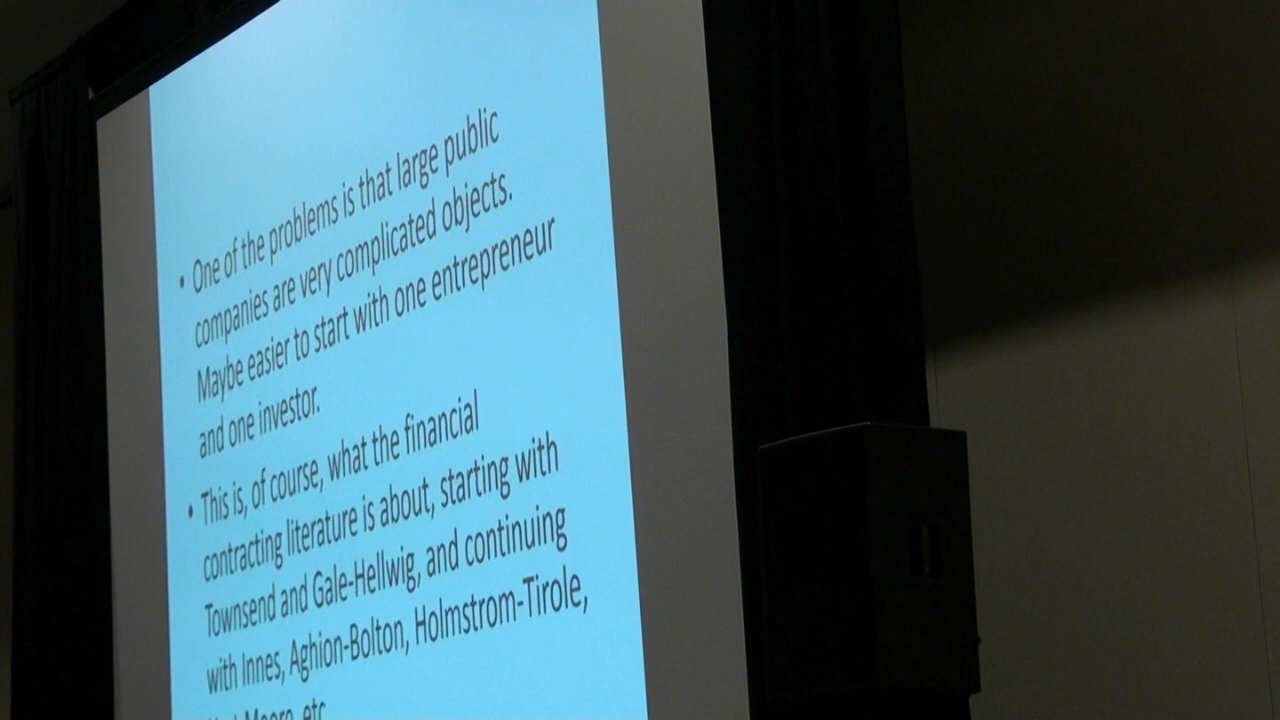 • One of the problems is that large public
companies are very complicated objects.
Maybe easier to start with one entrepreneur
and one investor.
• This is, of course, what the financial
contracting literature is about, starting with
Townsend and Gale-Hellwig, and continuing
with Innes, Aghion-Bolton, Holmstrom-Tirole,
Moore, etc